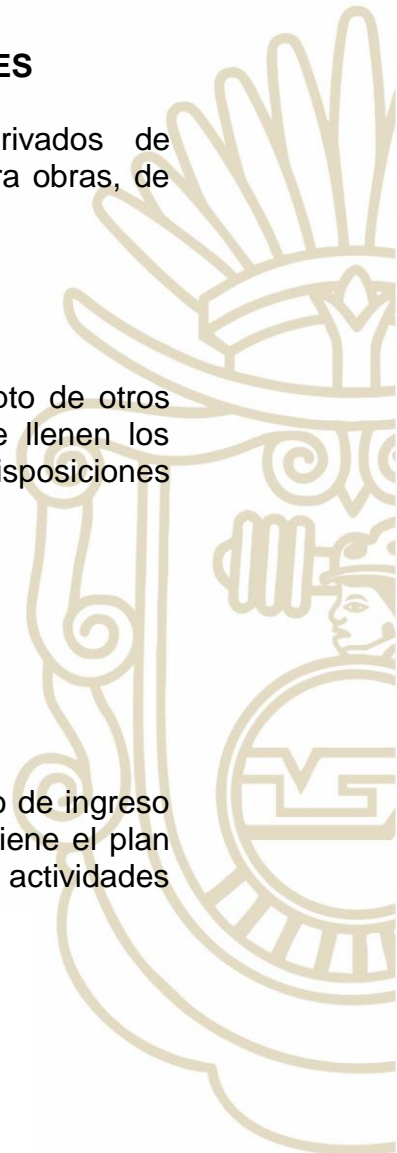 ES
rivados de
ra obras, de
oto de otros
e llenen los
isposiciones
o de ingreso
iene el plan
actividades